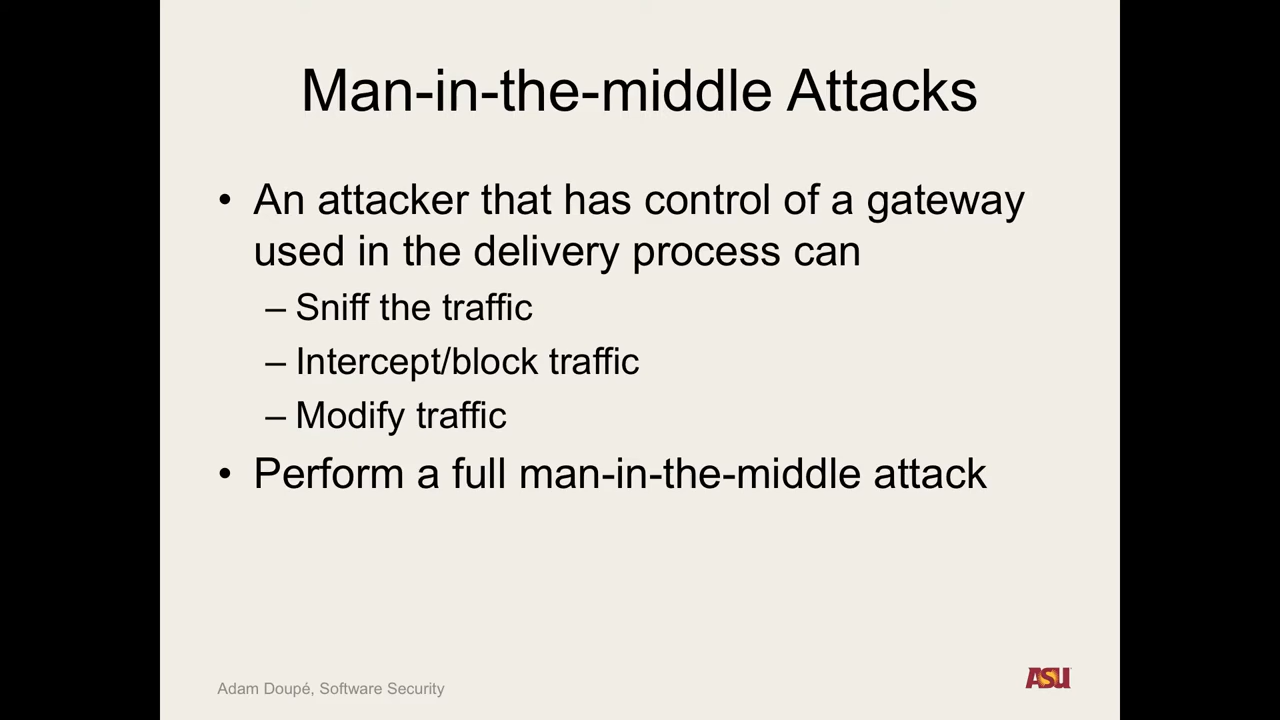 Man-in-the-middle Attacks
• An attacker that has control of a gateway
used in the delivery process can
– Sniff the traffic
– Intercept/block traffic
– Modify traffic
• Perform a full man-in-the-middle attack
Adam Doupé, Software Security
ASU